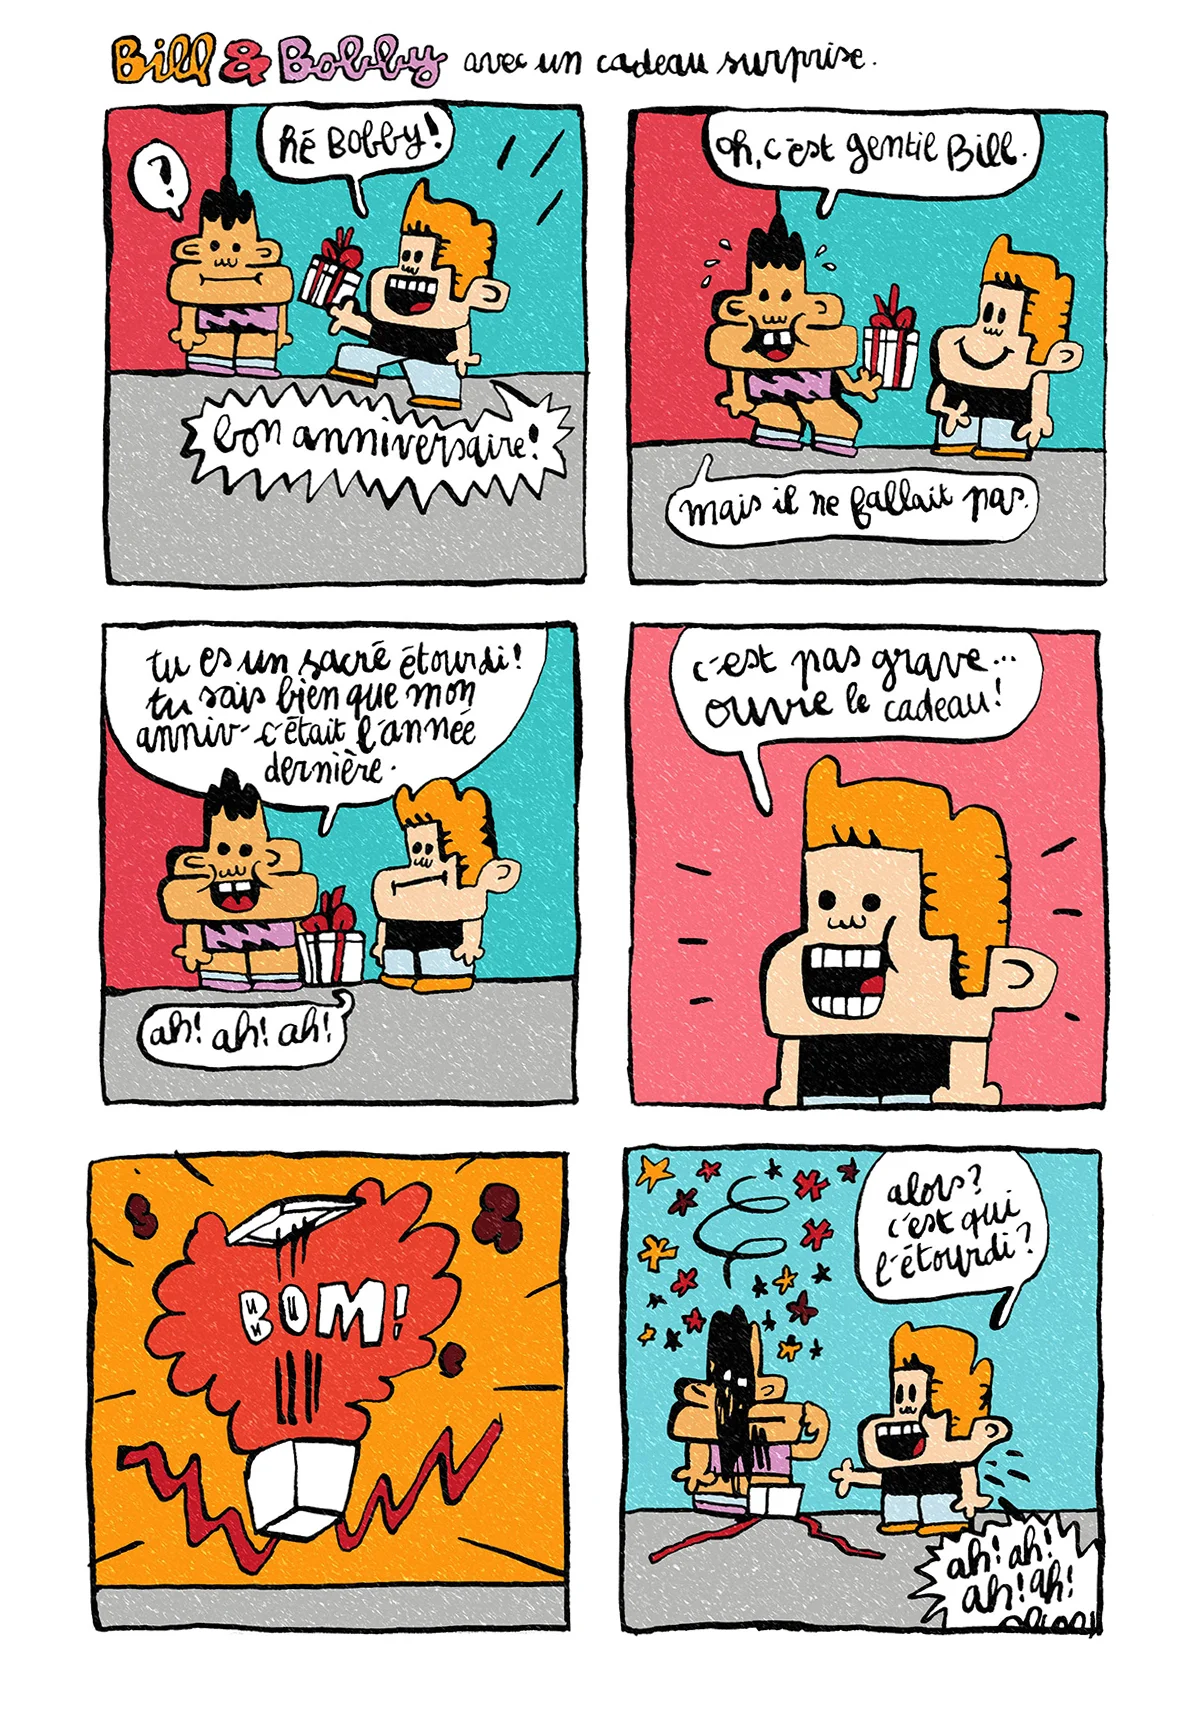 Bill & Bobby avec un cadeau surprise.
?
hé Bobby!
bon anniversaire!
oh, c'est gentil Bill.
mais il ne fallait pas.
tu es un sacré étourdi!
tu sais bien que mon
anniv- c'était l'année
dernière.
ah! ah! ah!
c'est pas grave...
ouvre le cadeau!
BOM!
alors?
c'est qui
l'étourdi?
ah! ah!
ah! ah!